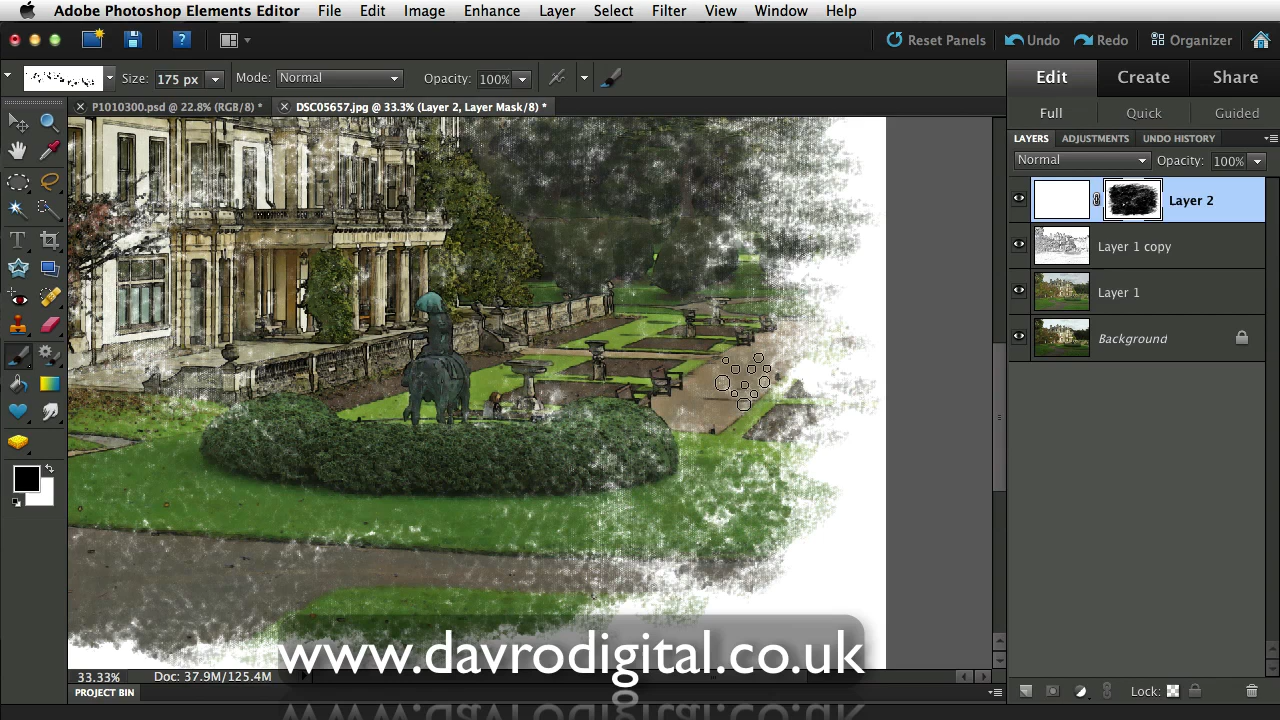 Adobe Photoshop Elements Editor File Edit Image Enhance Layer Select Filter View Window Help
Reset Panels Undo Redo Organizer
Size: 175 px Mode: Normal Opacity: 100%
Edit Create Share
P1010300.psd @ 22.8% (RGB/8) * DSC05657.jpg @ 33.3% (Layer 2, Layer Mask/8) *
Full Quick Guided
LAYERS ADJUSTMENTS UNDO HISTORY
Normal Opacity: 100%
Layer 2
Layer 1 copy
Layer 1
Background
www.davrodigital.co.uk
33.33% Doc: 37.9M/125.4M
PROJECT BIN
Lock: